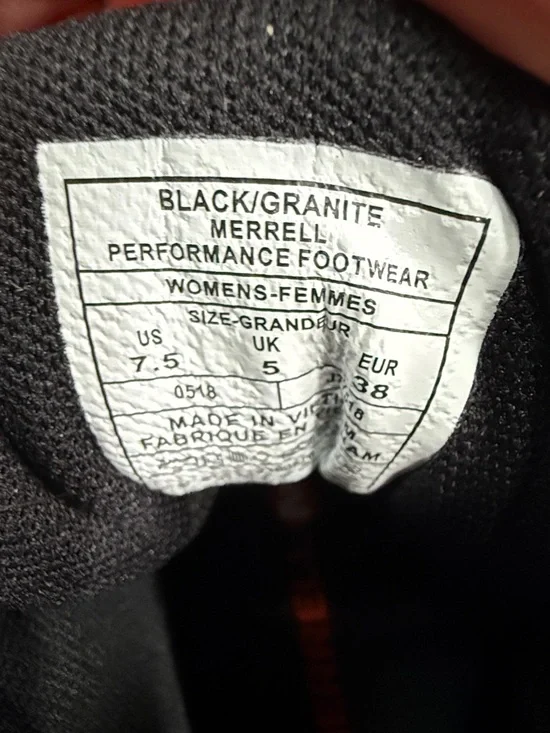 BLACK/GRANITE
MERRELL
PERFORMANCE FOOTWEAR
WOMENS-FEMMES
SIZE-GRANDEUR
US UK EUR
7.5 5 38
0518
MADE IN
FABRIQUE EN